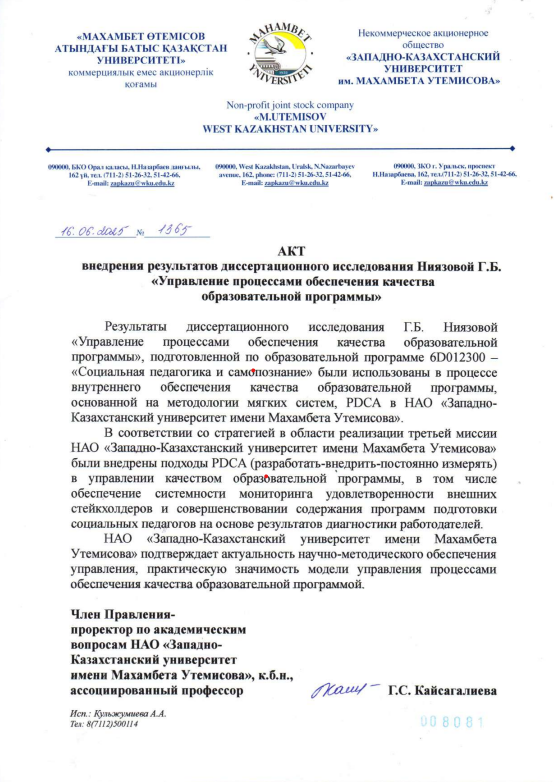 «МАХАМБЕТ ӨТЕМІСОВ
АТЫНДАҒЫ БАТЫС ҚАЗАҚСТАН
УНИВЕРСИТЕТІ»
коммерциялық емес акционерлік
қоғамы
МАНАМБЕТ
УНИВЕРСИТЕТІ
Некоммерческое акционерное
общество
«ЗАПАДНО-КАЗАХСТАНСКИЙ
УНИВЕРСИТЕТ
им. МАХАМБЕТА УТЕМИСОВА»
Non-profit joint stock company
«M.UTEMISOV
WEST KAZAKHSTAN UNIVERSITY»
090000, БҚО Орал қаласы, Н.Назарбаев даңғылы,
162 үй, тел. (711-2) 51-26-32, 51-42-66,
E-mail: zapkazu@wku.edu.kz
090000, West Kazakhstan, Uralsk, N.Nazarbayev
avenue, 162, phone: (711-2) 51-26-32, 51-42-66,
E-mail: zapkazu@wku.edu.kz
090000, ЗКО г. Уральск, проспект
Н.Назарбаева, 162, тел.(711-2) 51-26-32, 51-42-66,
E-mail: zapkazu@wku.edu.kz
16.06.2025 № 1365
АКТ
внедрения результатов диссертационного исследования Ниязовой Г.Б.
«Управление процессами обеспечения качества
образовательной программы»
Результаты диссертационного исследования Г.Б. Ниязовой
«Управление процессами обеспечения качества образовательной
программы», подготовленной по образовательной программе 6D012300 –
«Социальная педагогика и самопознание» были использованы в процессе
внутреннего обеспечения качества образовательной программы,
основанной на методологии мягких систем, PDCA в НАО «Западно-
Казахстанский университет имени Махамбета Утемисова».
В соответствии со стратегией в области реализации третьей миссии
НАО «Западно-Казахстанский университет имени Махамбета Утемисова»
были внедрены подходы PDCA (разработать-внедрить-постоянно измерять)
в управлении качеством образовательной программы, в том числе
обеспечение системности мониторинга удовлетворенности внешних
стейкхолдеров и совершенствовании содержания программ подготовки
социальных педагогов на основе результатов диагностики работодателей.
НАО «Западно-Казахстанский университет имени Махамбета
Утемисова» подтверждает актуальность научно-методического обеспечения
управления, практическую значимость модели управления процессами
обеспечения качества образовательной программой.
Член Правления-
проректор по академическим
вопросам НАО «Западно-
Казахстанский университет
имени Махамбета Утемисова», к.б.н.,
ассоциированный профессор
Г.С. Кайсагалиева
Исп.: Кульжумиева А.А.
Тел: 8(7112)500114
008081